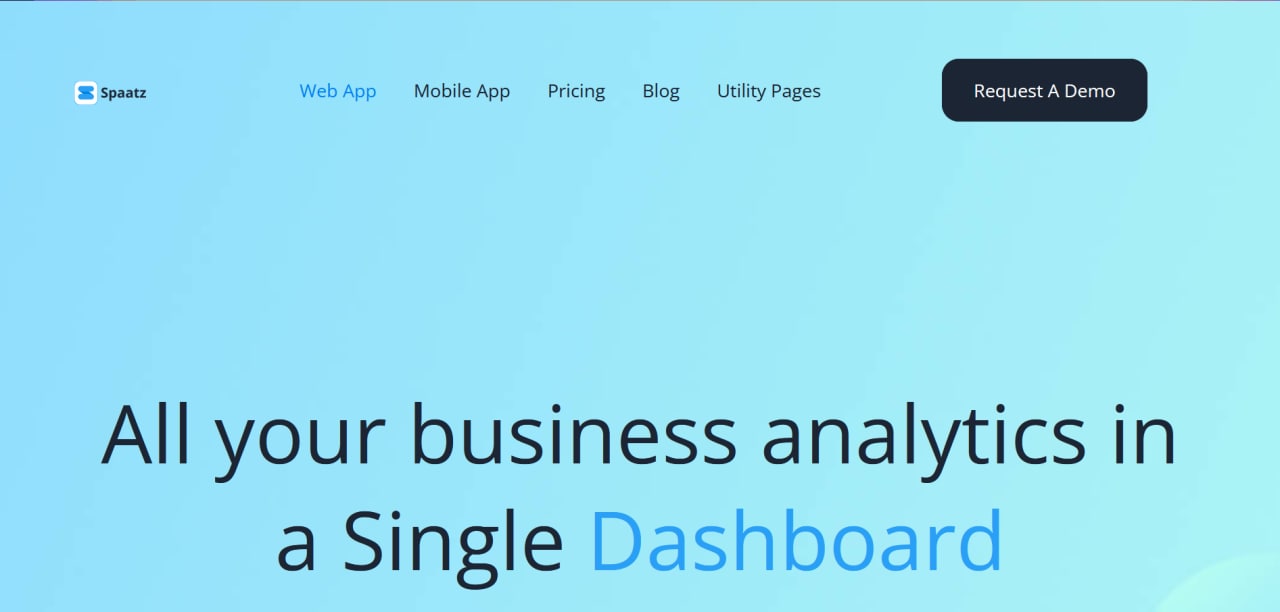 Spaatz
Web App
Mobile App
Pricing
Blog
Utility Pages
Request A Demo
All your business analytics in
a Single Dashboard